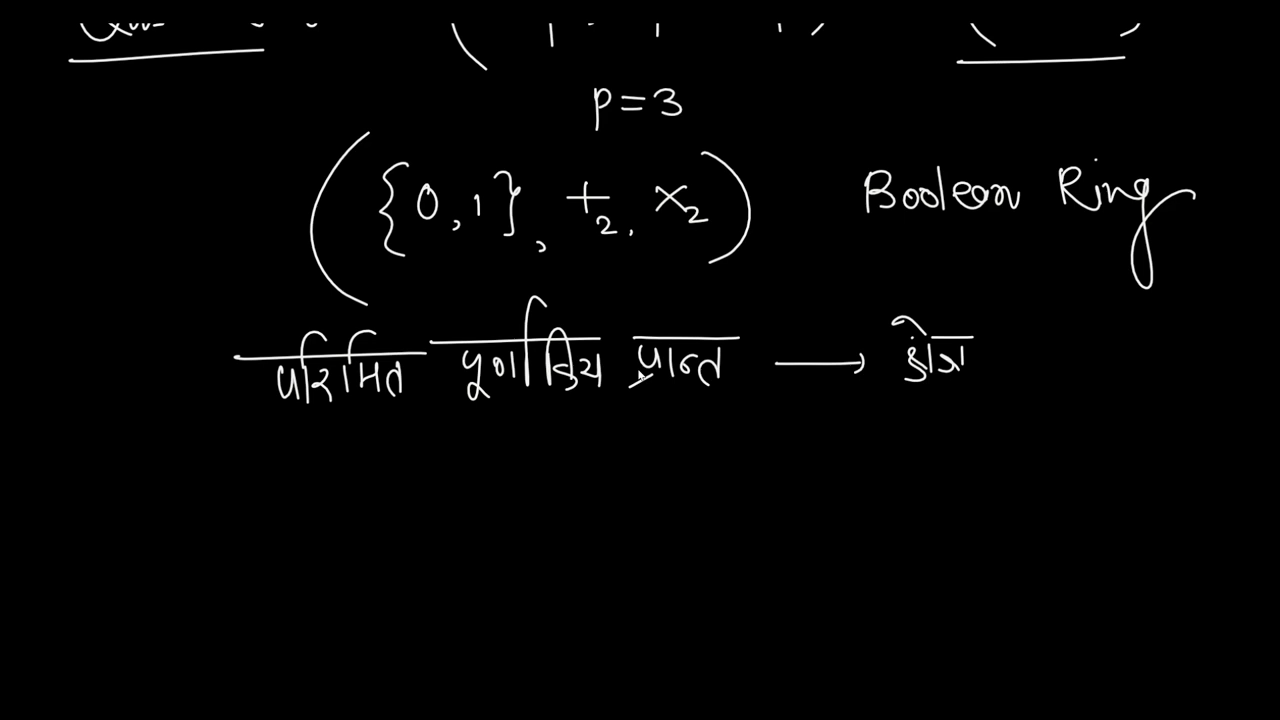 p=3
({0,1}, +₂, ×₂) Boolean Ring
परिमित पूर्णांकिय प्रान्त → क्षेत्र